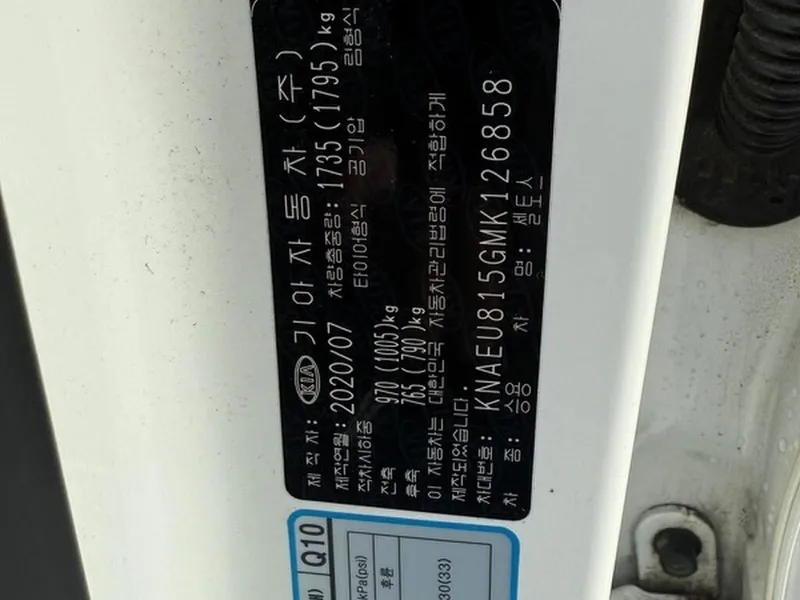 제 작 자 : KIA 기 아 자 동 차 ( 주 )
제작연월: 2020/07 차량총중량: 1735 (1795) kg
적차시하중 타이어형식 공기압 림형식
전축 970 (1005)kg
후축 765 ( 790 )kg
이 자동차는 대한민국 자동차관리법령에 적합하게
제작되었습니다.
차대번호: KNAEU815GMK126858
차 종: 승용 차 명: 셀토스
Q10
kPa(psi)
후륜
30(33)